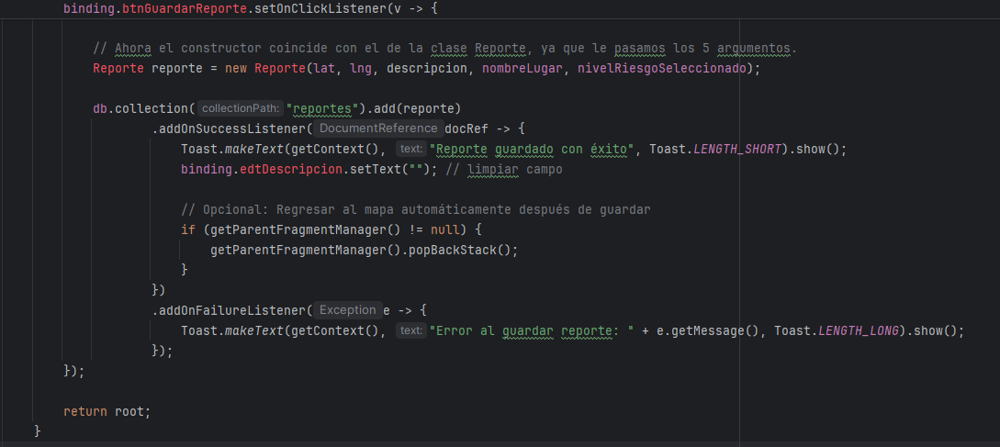 binding.btnGuardarReporte.setOnClickListener(v -> {
// Ahora el constructor coincide con el de la clase Reporte, ya que le pasamos los 5 argumentos.
Reporte reporte = new Reporte(lat, lng, descripcion, nombreLugar, nivelRiesgoSeleccionado);
db.collection( collectionPath: "reportes").add(reporte)
.addOnSuccessListener( DocumentReference docRef -> {
Toast.makeText(getContext(), text: "Reporte guardado con éxito", Toast.LENGTH_SHORT).show();
binding.edtDescripcion.setText(""); // limpiar campo
// Opcional: Regresar al mapa automáticamente después de guardar
if (getParentFragmentManager() != null) {
getParentFragmentManager().popBackStack();
}
})
.addOnFailureListener( Exception e -> {
Toast.makeText(getContext(), text: "Error al guardar reporte: " + e.getMessage(), Toast.LENGTH_LONG).show();
});
});
return root;
}